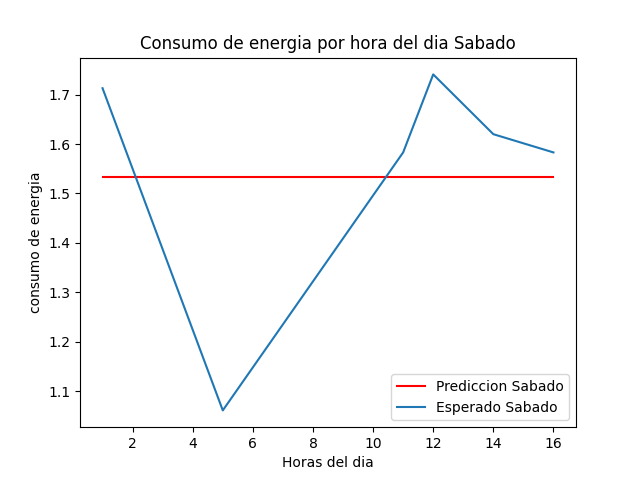 Consumo de energia por hora del dia Sabado
consumo de energia
1.7
1.6
1.5
1.4
1.3
1.2
1.1
Prediccion Sabado
Esperado Sabado
2 4 6 8 10 12 14 16
Horas del dia